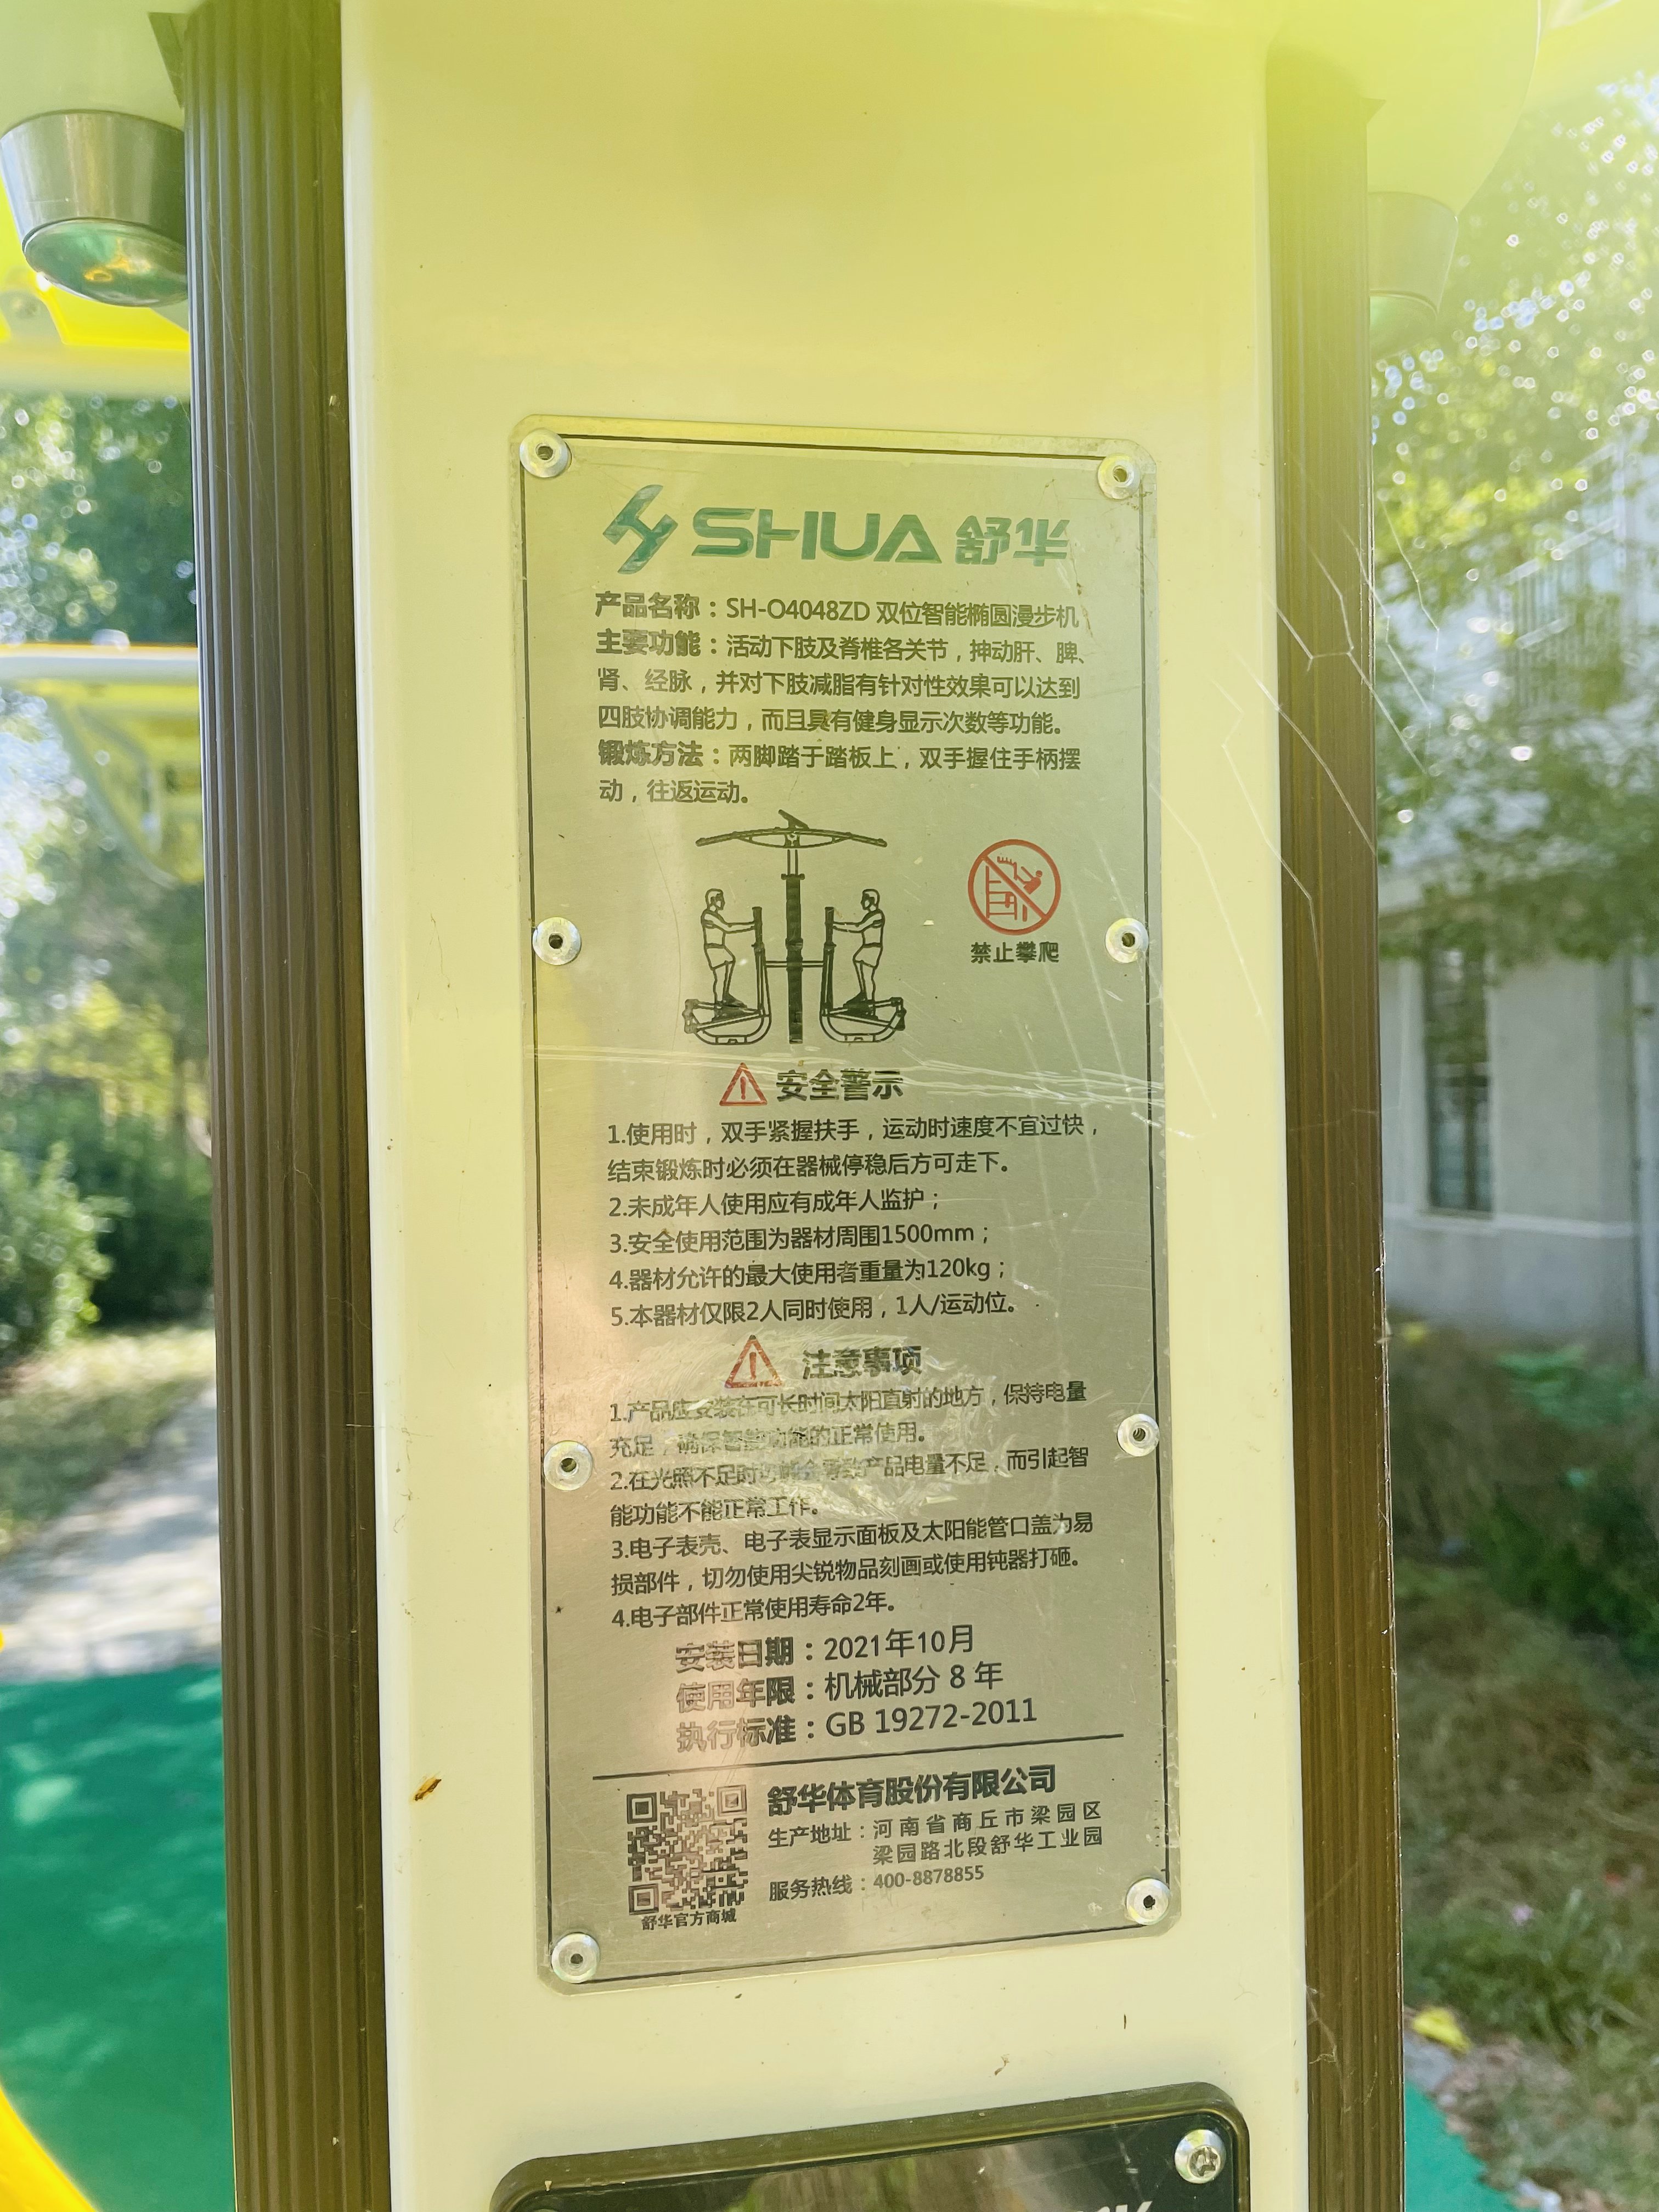 SHUA 舒华
产品名称：SH-O4048ZD 双位智能椭圆漫步机
主要功能：活动下肢及脊椎各关节，抻动肝、脾、
肾、经脉，并对下肢减脂有针对性效果可以达到
四肢协调能力，而且具有健身显示次数等功能。
锻炼方法：两脚踏于踏板上，双手握住手柄摆
动，往返运动。
禁止攀爬
安全警示
1.使用时，双手紧握扶手，运动时速度不宜过快，
结束锻炼时必须在器械停稳后方可走下。
2.未成年人使用应有成年人监护；
3.安全使用范围为器材周围1500mm；
4.器材允许的最大使用者重量为120kg；
5.本器材仅限2人同时使用，1人/运动位。
注意事项
1.产品应安装在可长时间太阳直射的地方，保持电量
充足，确保智能功能的正常使用。
2.在光照不足时可能会导致产品电量不足，而引起智
能功能不能正常工作。
3.电子表壳、电子表显示面板及太阳能管口盖为易
损部件，切勿使用尖锐物品刻画或使用钝器打砸。
4.电子部件正常使用寿命2年。
安装日期：2021年10月
使用年限：机械部分 8 年
执行标准：GB 19272-2011
舒华体育股份有限公司
生产地址：河南省商丘市梁园区
梁园路北段舒华工业园
服务热线：400-8878855
舒华官方商城